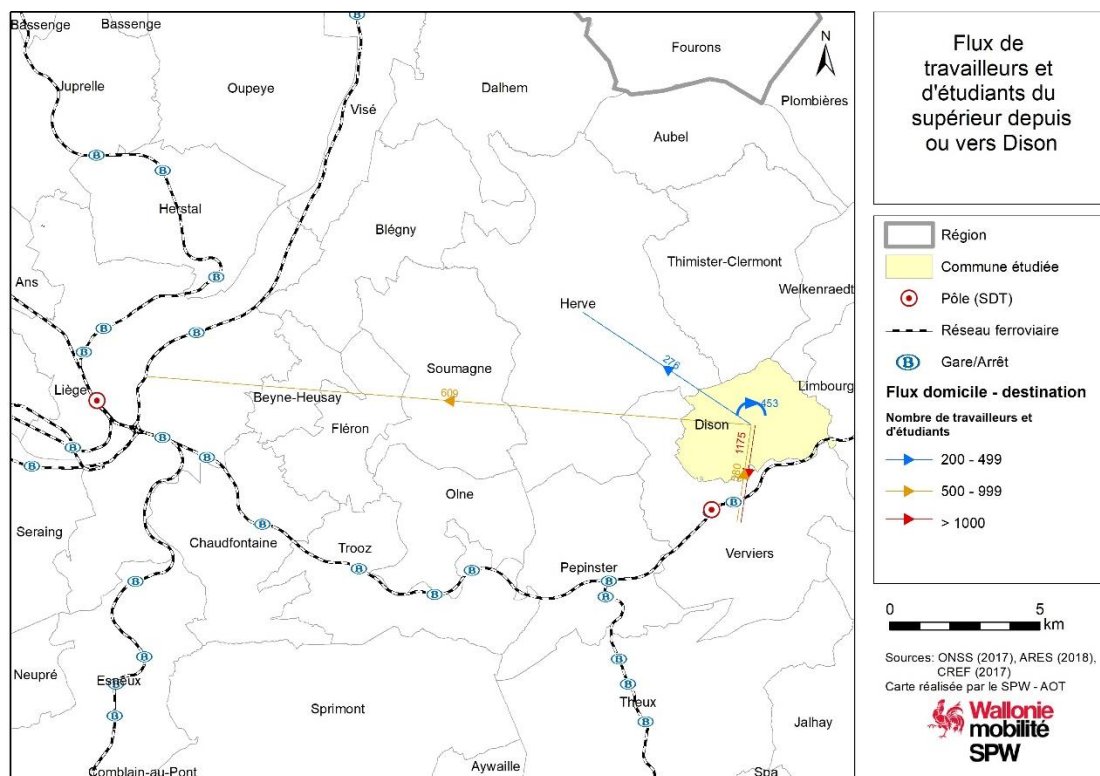 Bassenge
Bassenge
Juprelle
Oupeye
Visé
Dalhem
Fourons
N
Plombières
Aubel
Herstal
Blégny
Thimister-Clermont
Ans
Welkenraedt
Herve
276
Soumagne
Limbourg
Liège
609
453
Beyne-Heusay
Dison
Fléron
1175
Olne
Seraing
Chaudfontaine
Trooz
Verviers
Pepinster
Neupré
Esneux
Theux
Sprimont
Jalhay
Comblain-au-Pont
Aywaille
Spa
Flux de
travailleurs et
d'étudiants du
supérieur depuis
ou vers Dison
Région
Commune étudiée
Pôle (SDT)
Réseau ferroviaire
B Gare/Arrêt
Flux domicile - destination
Nombre de travailleurs et
d'étudiants
200 - 499
500 - 999
> 1000
0 5
km
Sources: ONSS (2017), ARES (2018),
CREF (2017)
Carte réalisée par le SPW - AOT
Wallonie
mobilité
SPW